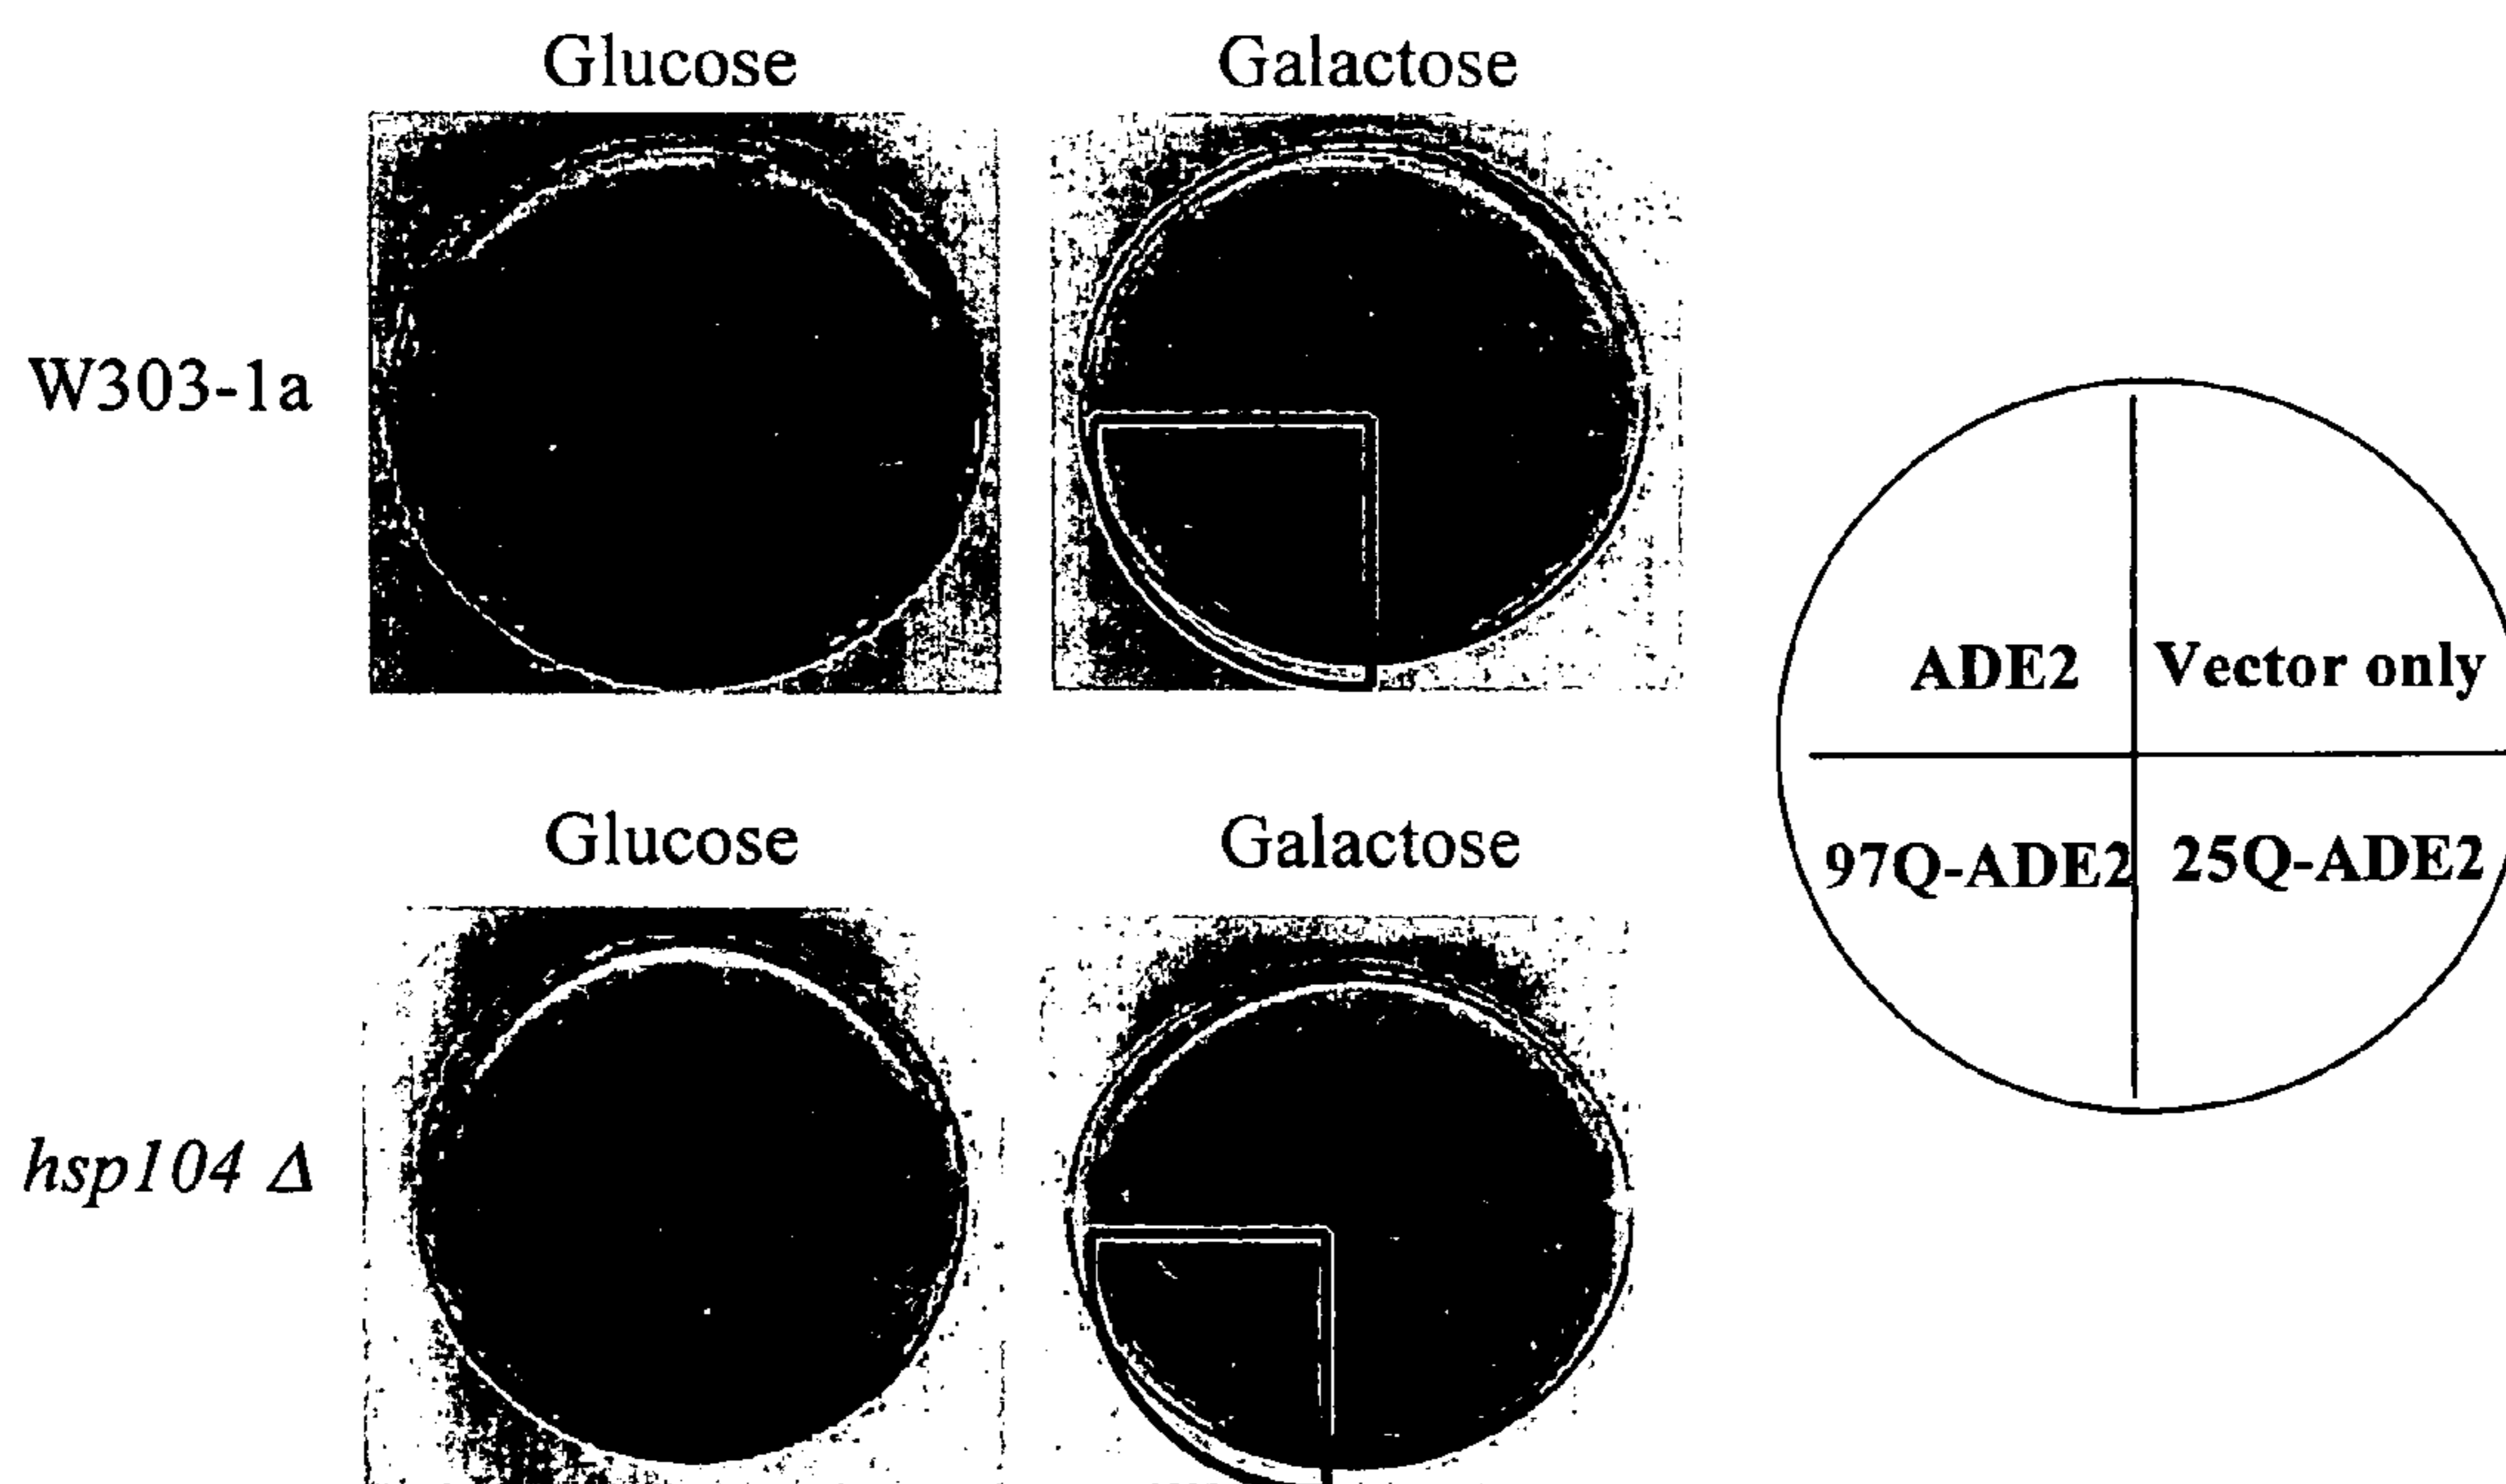 Glucose
Galactose
W303-1a
ADE2
Vector only
97Q-ADE2
25Q-ADE2
Glucose
Galactose
hsp104 Δ